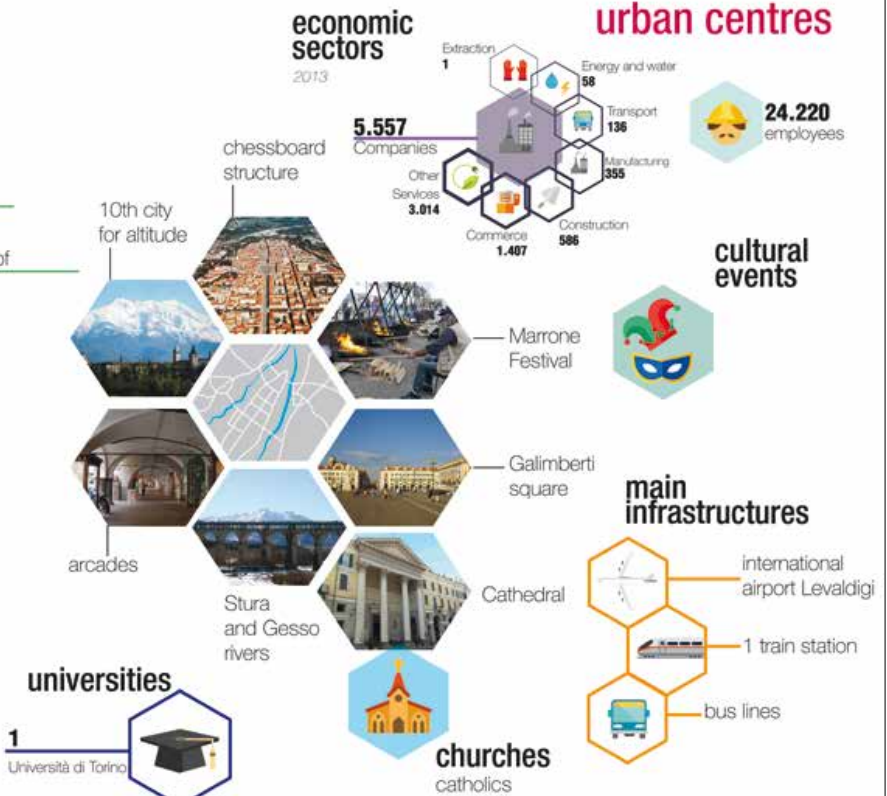 urban centres
economic
sectors
2013
Extraction
1
Energy and water
58
Transport
136
Manufacturing
355
Construction
586
Commerce
1.407
Other
Services
3.014
5.557
Companies
24.220
employees
chessboard
structure
10th city
for altitude
of
cultural
events
Marrone
Festival
Galimberti
square
main
infrastructures
arcades
international
airport Levaldigi
Cathedral
Stura
and Gesso
rivers
1 train station
universities
bus lines
1
Università di Torino
churches
catholics